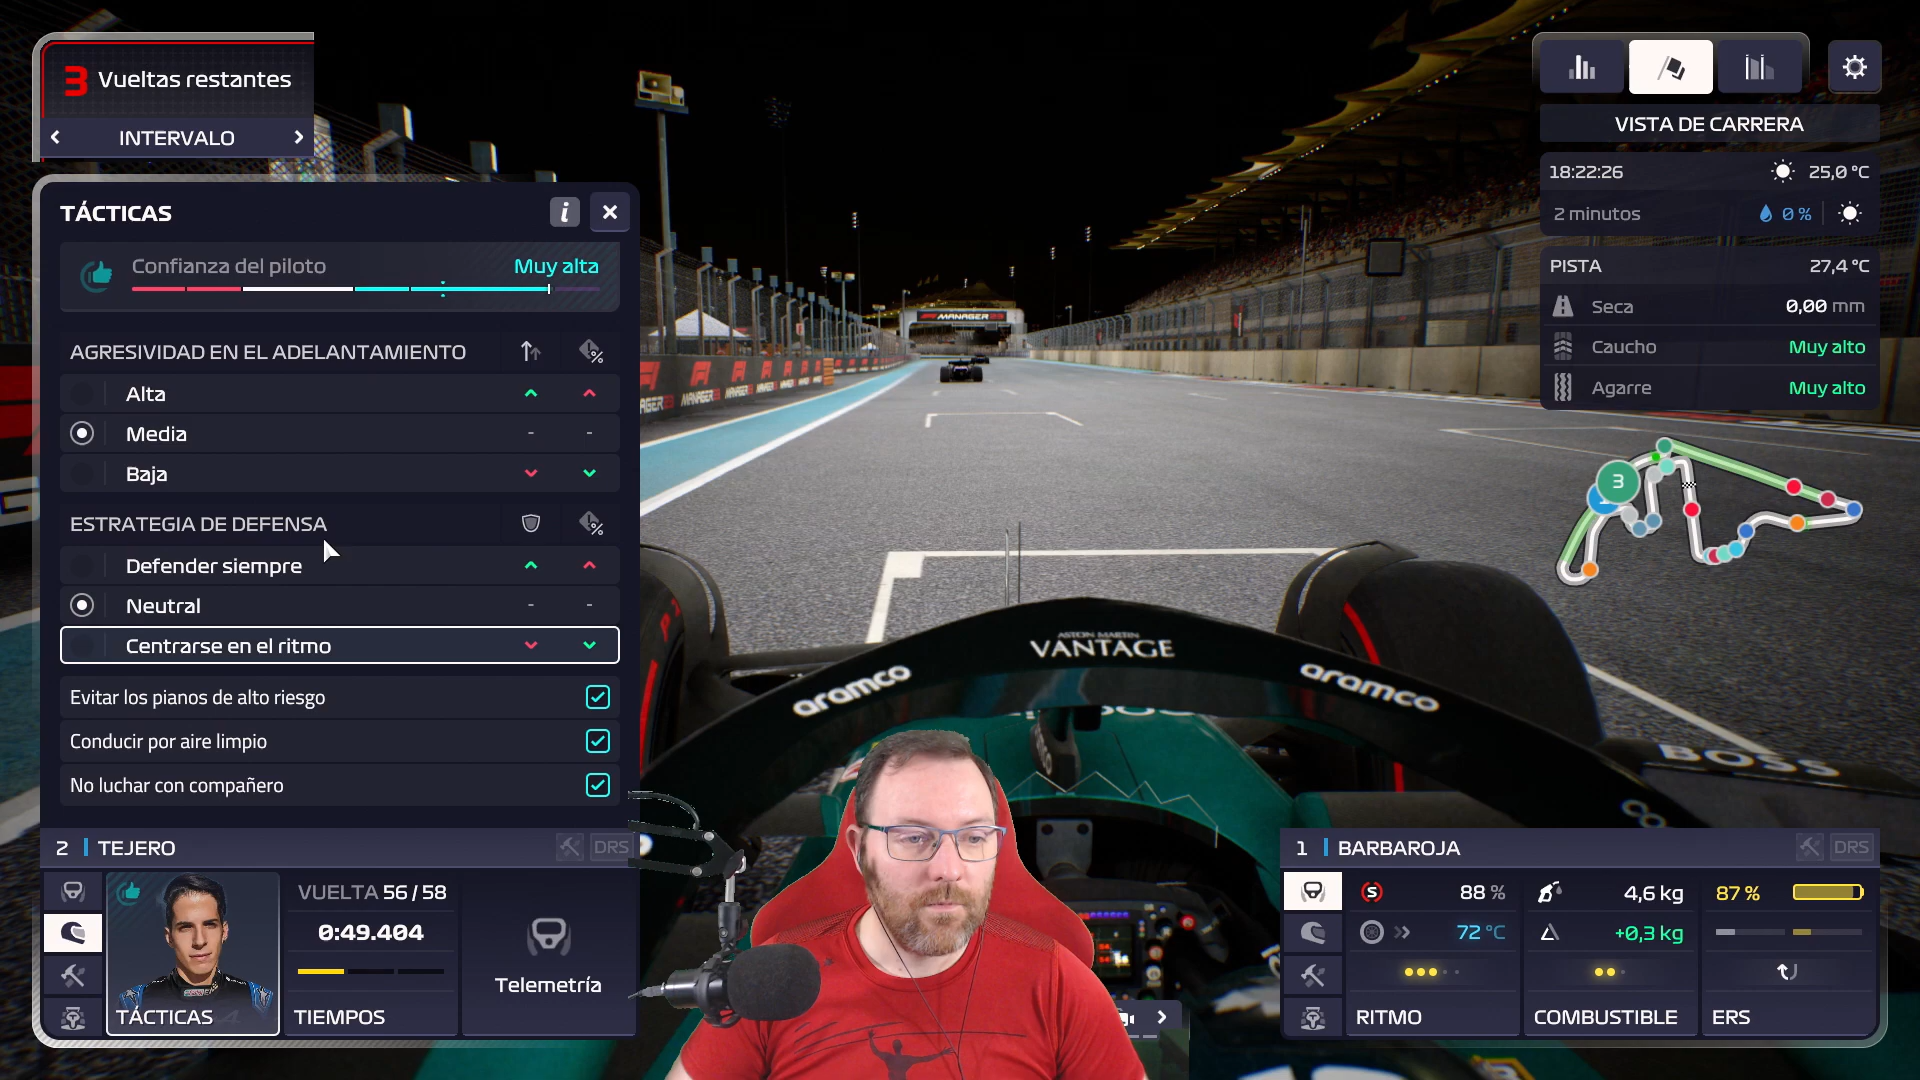 3 Vueltas restantes
INTERVALO
TÁCTICAS
i
Confianza del piloto Muy alta
AGRESIVIDAD EN EL ADELANTAMIENTO
Alta
Media - -
Baja
ESTRATEGIA DE DEFENSA
Defender siempre
Neutral - -
Centrarse en el ritmo
Evitar los pianos de alto riesgo
Conducir por aire limpio
No luchar con compañero
2 TEJERO DRS
VUELTA 56 / 58
0:49.404
Telemetría
TÁCTICAS
TIEMPOS
VISTA DE CARRERA
18:22:26 25,0 °C
2 minutos 0 %
PISTA 27,4 °C
Seca 0,00 mm
Caucho Muy alto
Agarre Muy alto
3
MANAGER 23
ASTON MARTIN
VANTAGE
aramco
aramco
BOSS
1 BARBAROJA DRS
S 88 % 4,6 kg 87 %
72 °C +0,3 kg
RITMO
COMBUSTIBLE
ERS